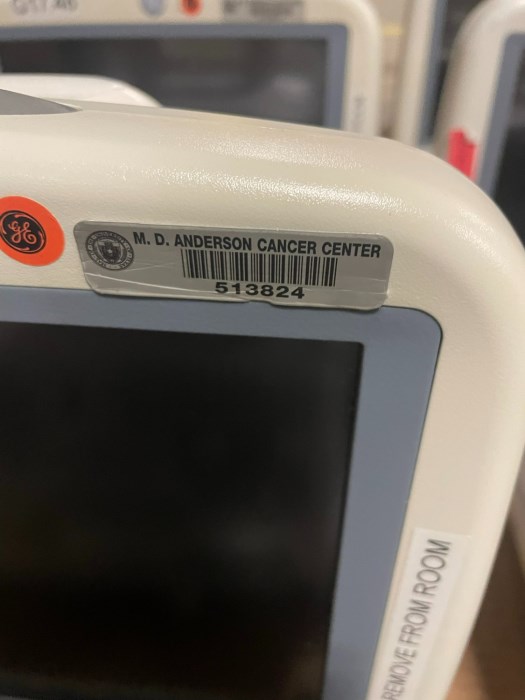 GE
M. D. ANDERSON CANCER CENTER
513824
REMOVE FROM ROOM